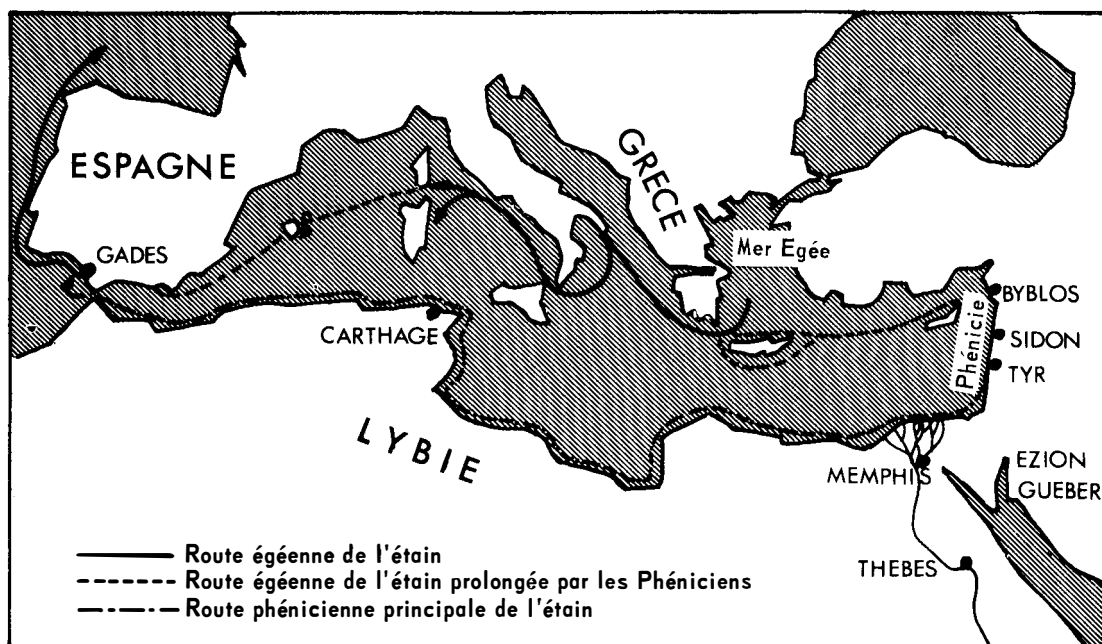 ESPAGNE
GRECE
Mer Egée
GADES
BYBLOS
CARTHAGE
SIDON
Phénicie
TYR
LYBIE
MEMPHIS
EZION
GUEBER
THEBES
Route égéenne de l'étain
Route égéenne de l'étain prolongée par les Phéniciens
Route phénicienne principale de l'étain